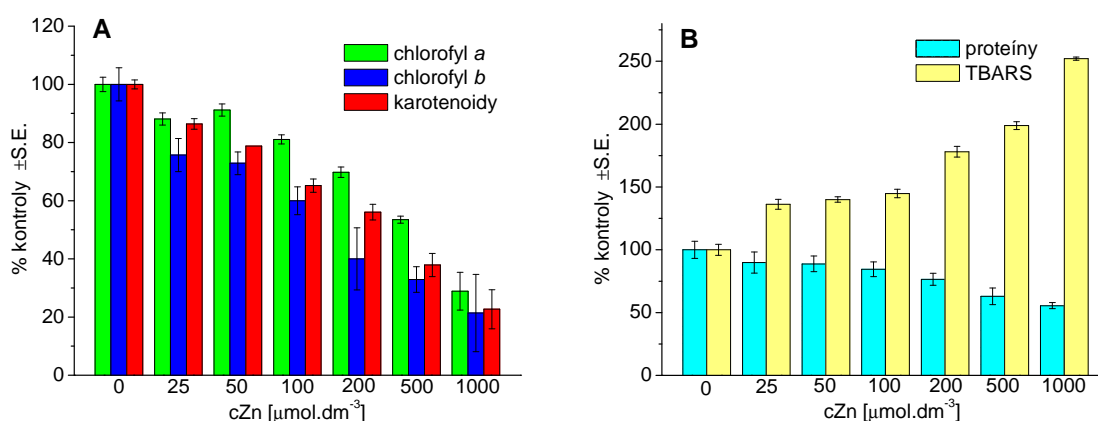 A
chlorofyl a
chlorofyl b
karotenoidy
120
100
80
60
40
20
0
% kontroly ±S.E.
0 25 50 100 200 500 1000
cZn [μmol.dm⁻³]
B
proteíny
TBARS
250
200
150
100
50
0
% kontroly ±S.E.
0 25 50 100 200 500 1000
cZn [μmol.dm⁻³]